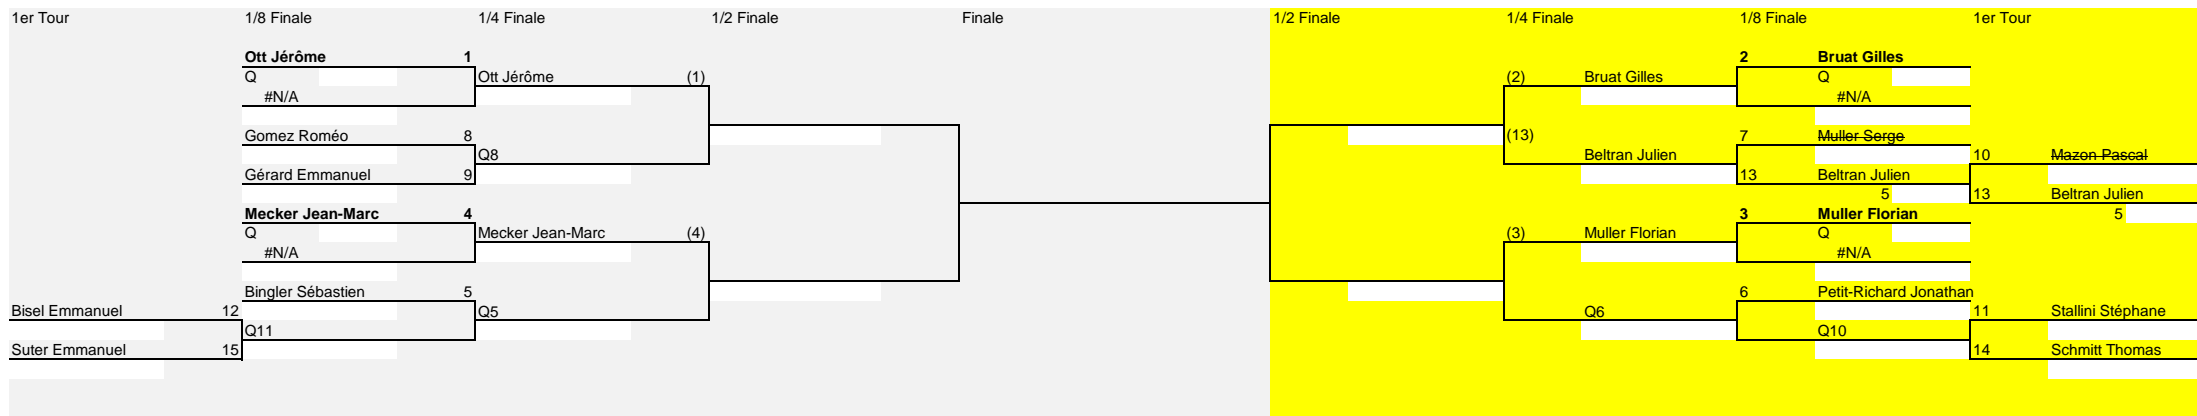 1er Tour 1/8 Finale 1/4 Finale 1/2 Finale Finale 1/2 Finale 1/4 Finale 1/8 Finale 1er Tour
Ott Jérôme 1 2 Bruat Gilles
Q Ott Jérôme (1) (2) Bruat Gilles Q
#N/A #N/A
Gomez Roméo 8 (13) 7 Muller Serge
Q8 Beltran Julien 10 Mazon Pascal
Gérard Emmanuel 9 13 Beltran Julien
5 13 Beltran Julien
Mecker Jean-Marc 4 3 Muller Florian 5
Q Mecker Jean-Marc (4) (3) Muller Florian Q
#N/A #N/A
Bingler Sébastien 5 6 Petit-Richard Jonathan
Bisel Emmanuel 12 Q5 Q6 11 Stallini Stéphane
Q11 Q10
Suter Emmanuel 15 14 Schmitt Thomas